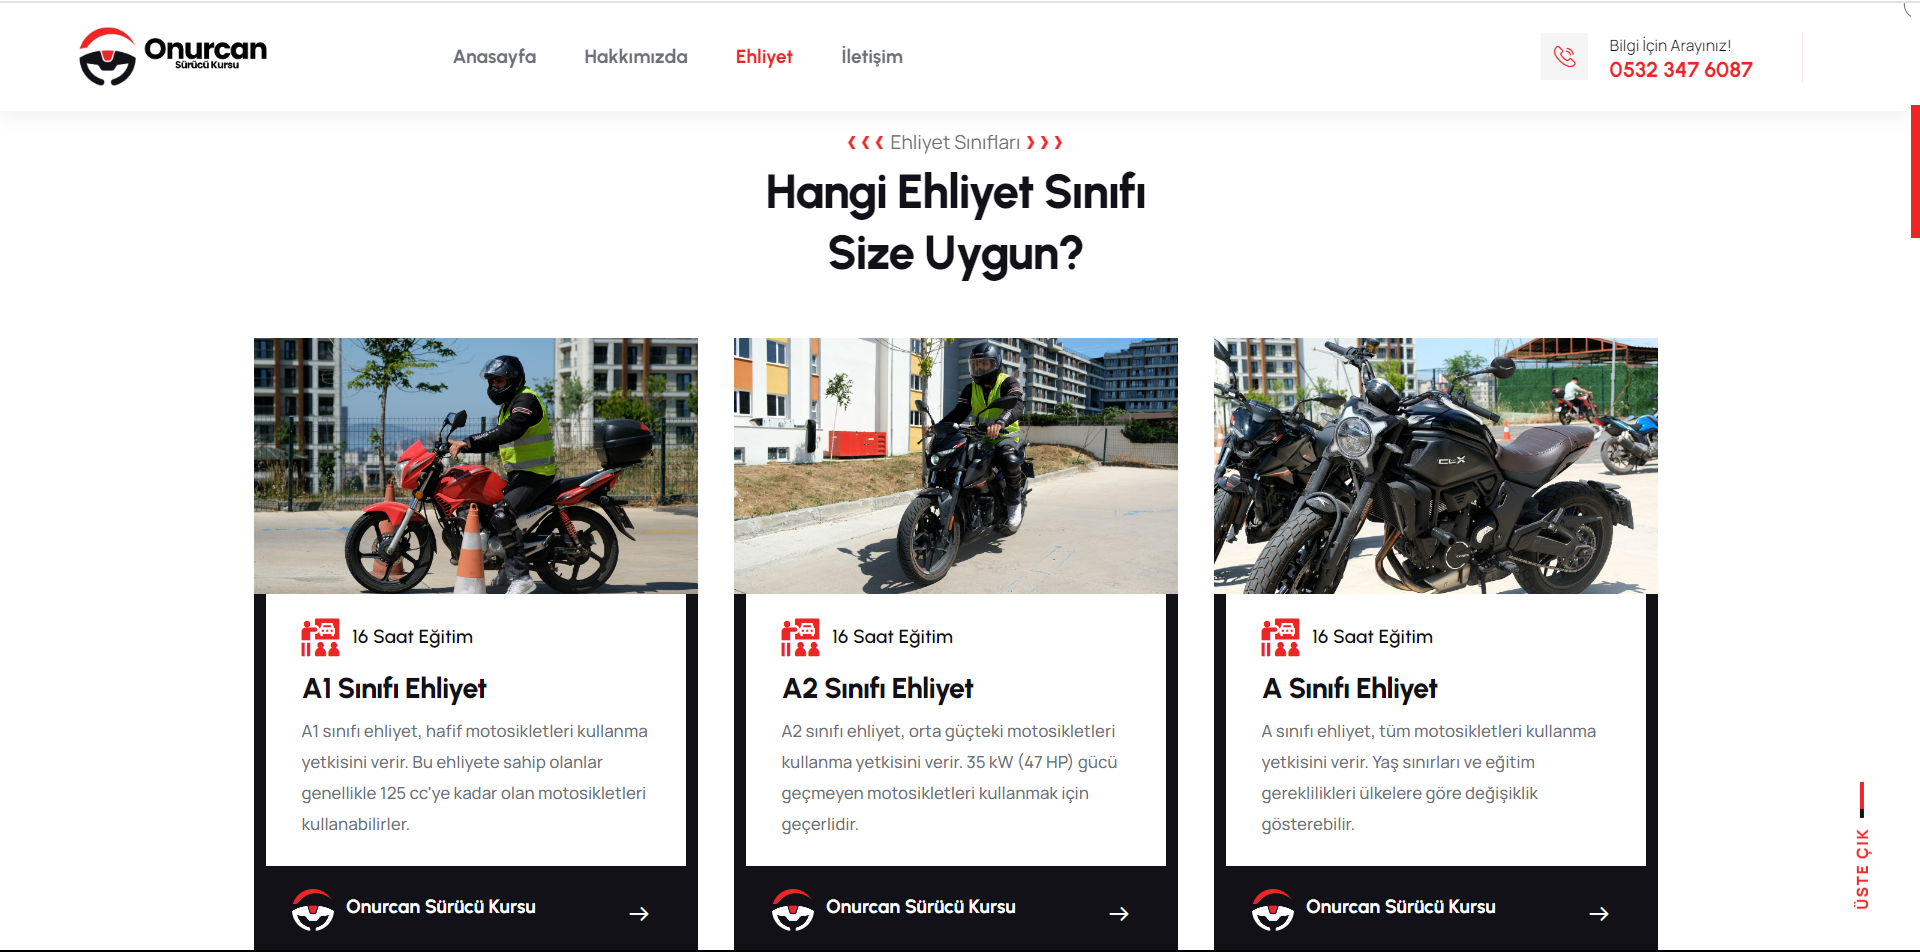 Onurcan
Sürücü Kursu
Anasayfa
Hakkımızda
Ehliyet
İletişim
Bilgi İçin Arayınız!
0532 347 6087
Ehliyet Sınıfları
Hangi Ehliyet Sınıfı
Size Uygun?
CLX
16 Saat Eğitim
A1 Sınıfı Ehliyet
A1 sınıfı ehliyet, hafif motosikletleri kullanma
yetkisini verir. Bu ehliyete sahip olanlar
genellikle 125 cc'ye kadar olan motosikletleri
kullanabilirler.
Onurcan Sürücü Kursu
16 Saat Eğitim
A2 Sınıfı Ehliyet
A2 sınıfı ehliyet, orta güçteki motosikletleri
kullanma yetkisini verir. 35 kW (47 HP) gücü
geçmeyen motosikletleri kullanmak için
geçerlidir.
Onurcan Sürücü Kursu
16 Saat Eğitim
A Sınıfı Ehliyet
A sınıfı ehliyet, tüm motosikletleri kullanma
yetkisini verir. Yaş sınırları ve eğitim
gereklilikleri ülkelere göre değişiklik
gösterebilir.
Onurcan Sürücü Kursu
ÜSTE ÇIK